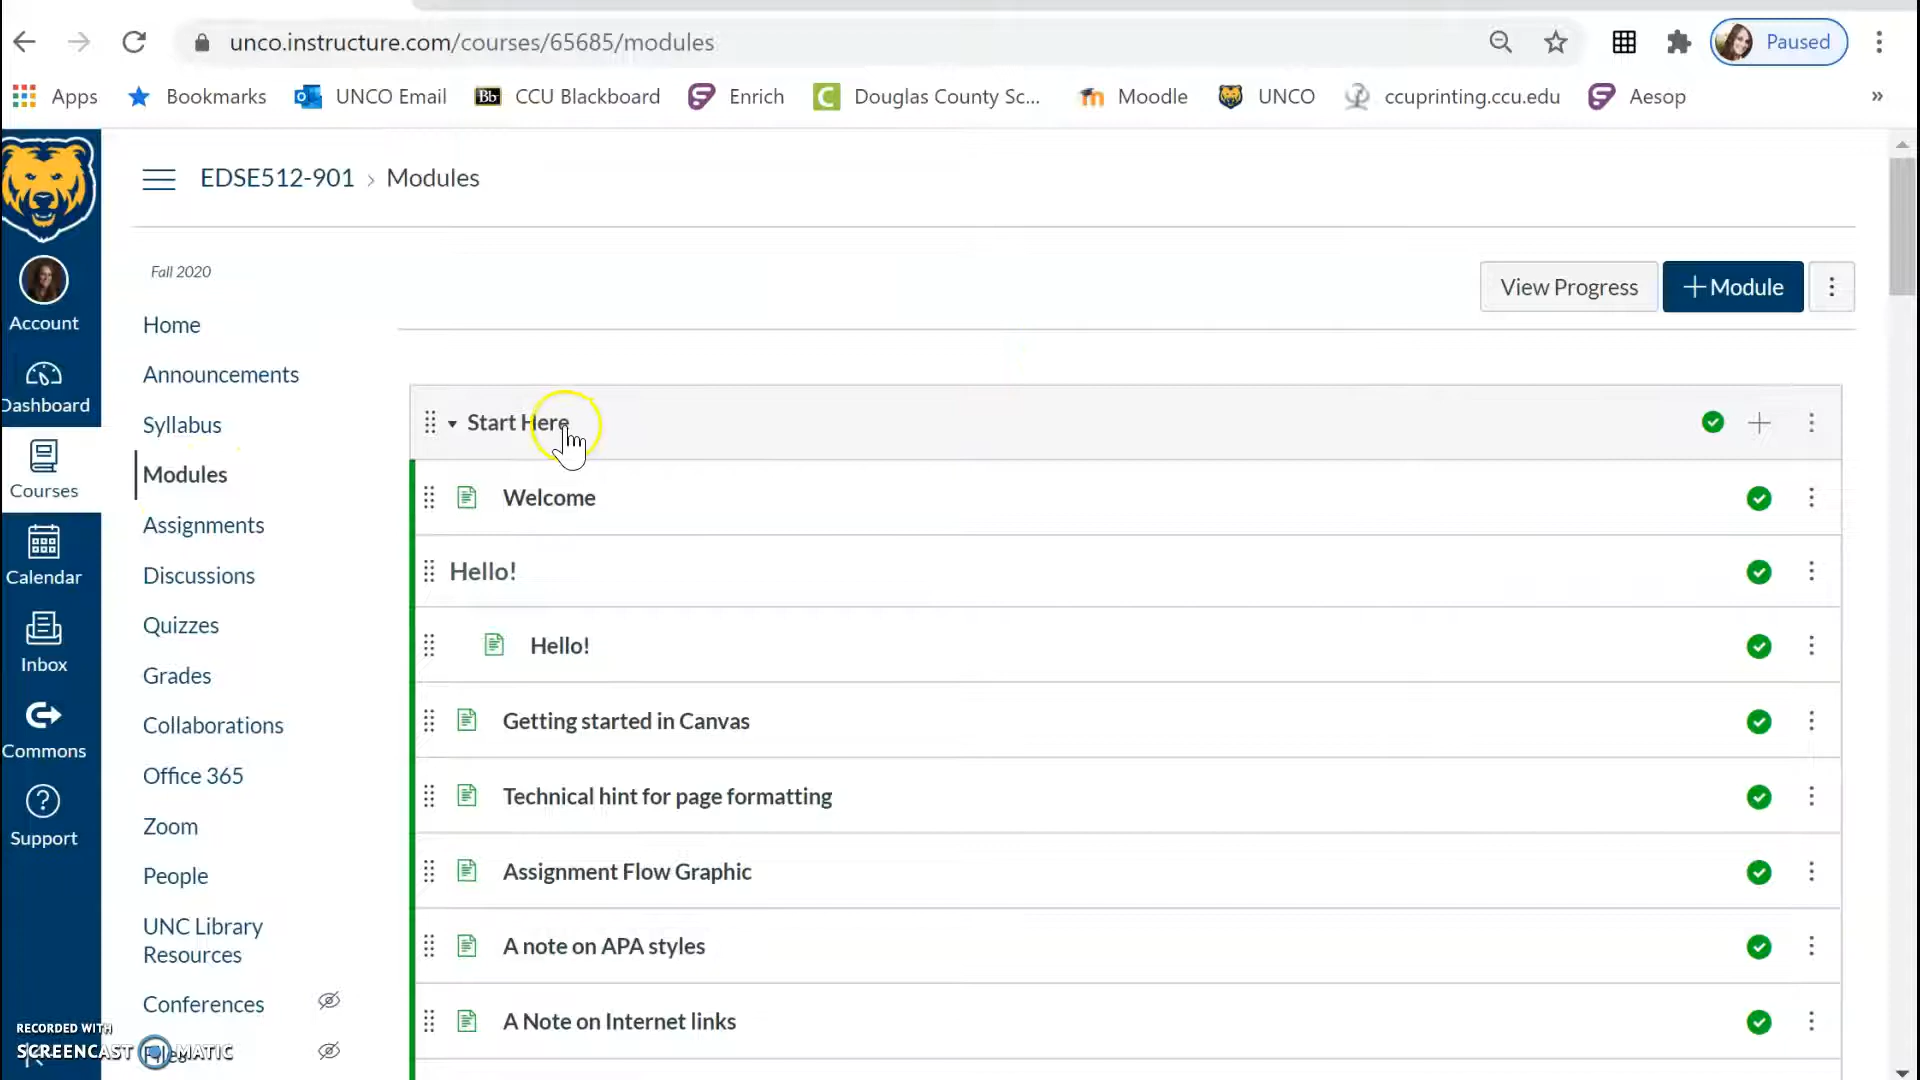 unco.instructure.com/courses/65685/modules
Paused
Apps
Bookmarks
UNCO Email
Bb
CCU Blackboard
Enrich
Douglas County Sc...
Moodle
UNCO
ccuprinting.ccu.edu
Aesop
»
EDSE512-901 › Modules
Fall 2020
View Progress
+ Module
Account
Dashboard
Courses
Calendar
Inbox
Commons
Support
Home
Announcements
Syllabus
Modules
Assignments
Discussions
Quizzes
Grades
Collaborations
Office 365
Zoom
People
UNC Library
Resources
Conferences
Files
Start Here
Welcome
Hello!
Hello!
Getting started in Canvas
Technical hint for page formatting
Assignment Flow Graphic
A note on APA styles
A Note on Internet links
RECORDED WITH
SCREENCAST MATIC